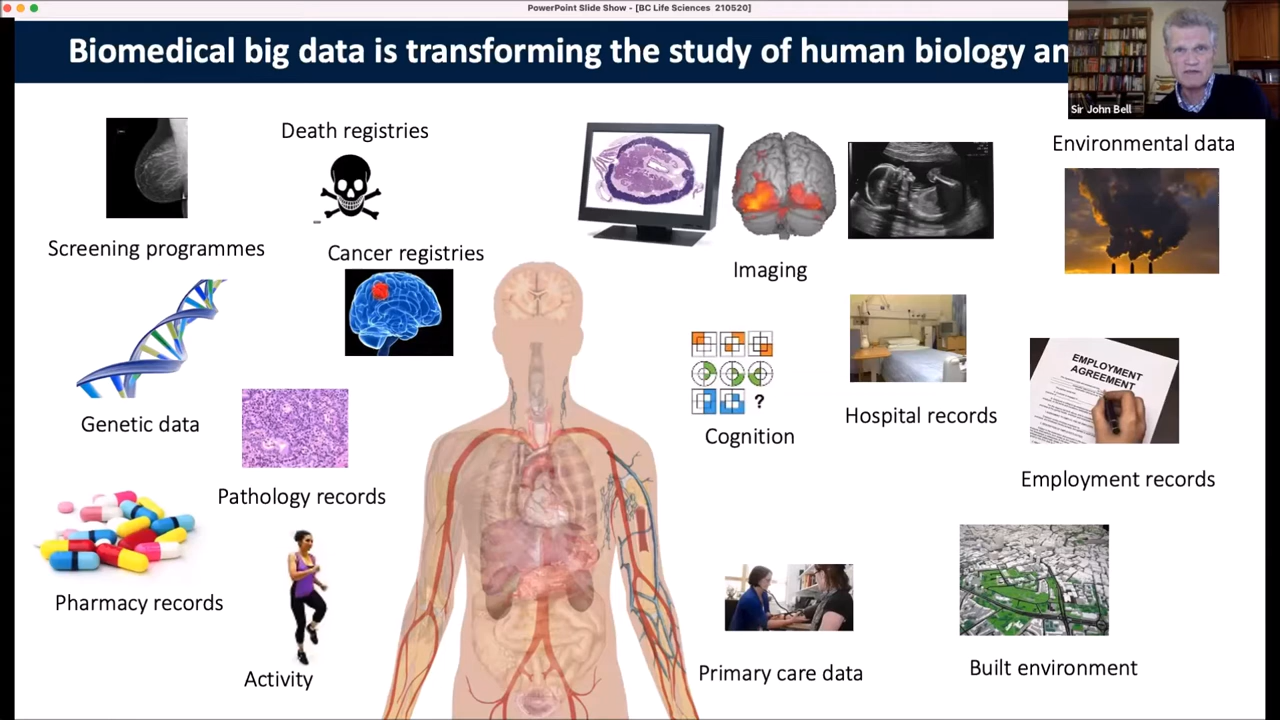 PowerPoint Slide Show - [BC Life Sciences 210520]
Biomedical big data is transforming the study of human biology an
Sir John Bell
Death registries
Environmental data
Screening programmes
Cancer registries
Imaging
EMPLOYMENT
AGREEMENT
?
Genetic data
Hospital records
Cognition
Employment records
Pathology records
Pharmacy records
Activity
Primary care data
Built environment